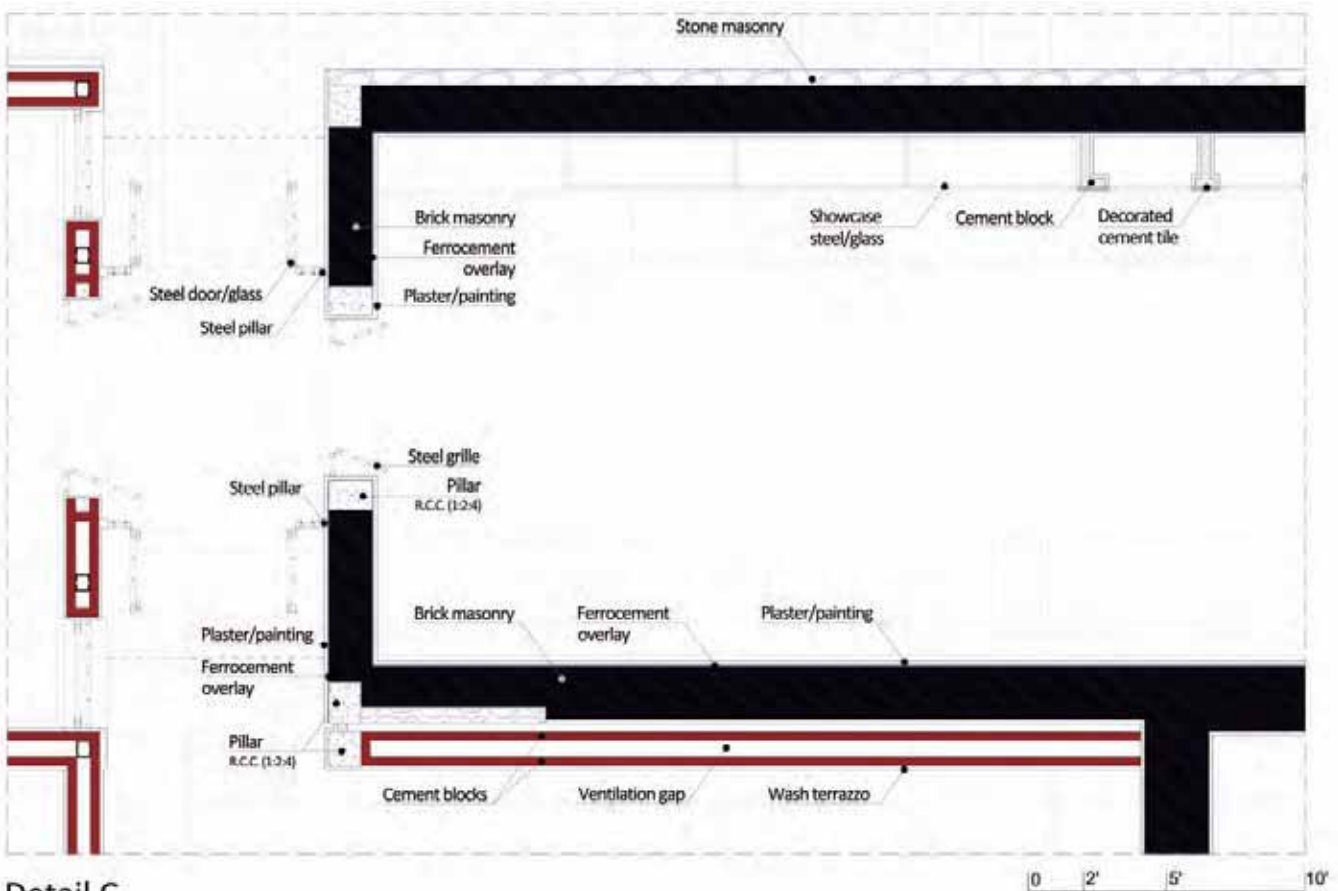 Stone masonry
Brick masonry
Ferrocement
overlay
Plaster/painting
Showcase
steel/glass
Cement block
Decorated
cement tile
Steel door/glass
Steel pillar
Steel grille
Pillar
R.C.C. (1:2:4)
Steel pillar
Brick masonry
Ferrocement
overlay
Plaster/painting
Plaster/painting
Ferrocement
overlay
Pillar
R.C.C. (1:2:4)
Cement blocks
Ventilation gap
Wash terrazzo
Detail C
0 2' 5' 10'